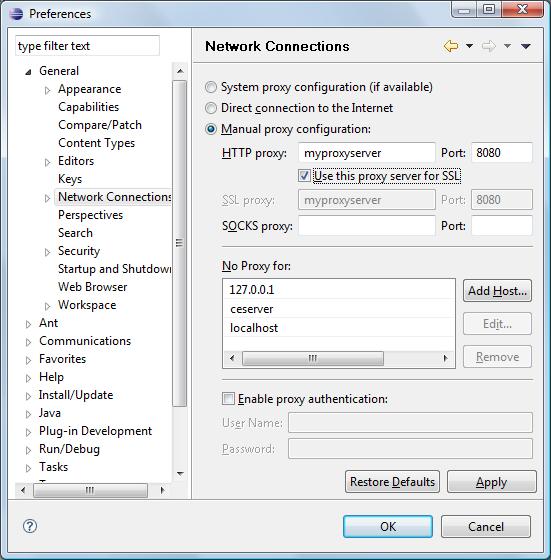 Preferences
type filter text
General
Appearance
Capabilities
Compare/Patch
Content Types
Editors
Keys
Network Connections
Perspectives
Search
Security
Startup and Shutdow
Web Browser
Workspace
Ant
Communications
Favorites
Help
Install/Update
Java
Plug-in Development
Run/Debug
Tasks
Network Connections
System proxy configuration (if available)
Direct connection to the Internet
Manual proxy configuration:
HTTP proxy: myproxyserver Port: 8080
Use this proxy server for SSL
SSL proxy: myproxyserver Port: 8080
SOCKS proxy: Port:
No Proxy for:
127.0.0.1
ceserver
localhost
Add Host...
Edit...
Remove
Enable proxy authentication:
User Name:
Password:
Restore Defaults Apply
? OK Cancel